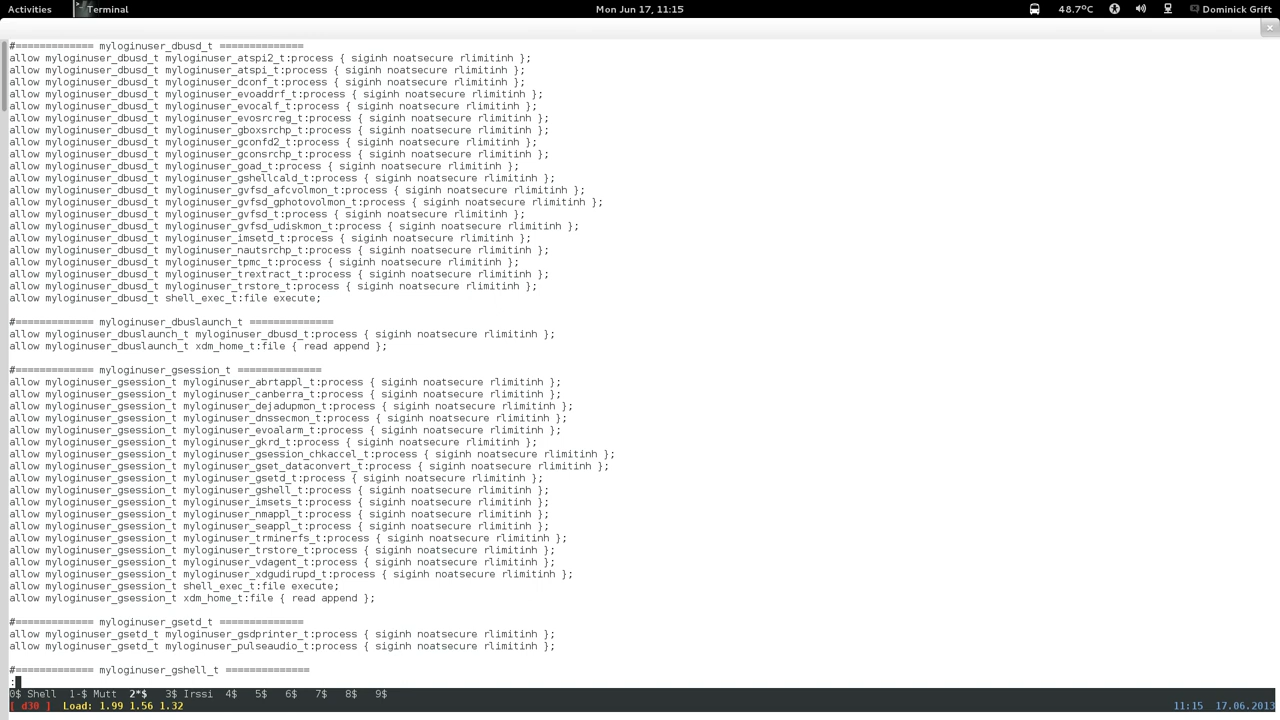 Activities Terminal Mon Jun 17, 11:15 48.7°C Dominick Grift
#============= myloginuser_dbusd_t ==============
allow myloginuser_dbusd_t myloginuser_atspi2_t:process { siginh noatsecure rlimitinh };
allow myloginuser_dbusd_t myloginuser_atspi_t:process { siginh noatsecure rlimitinh };
allow myloginuser_dbusd_t myloginuser_dconf_t:process { siginh noatsecure rlimitinh };
allow myloginuser_dbusd_t myloginuser_evoaddrf_t:process { siginh noatsecure rlimitinh };
allow myloginuser_dbusd_t myloginuser_evocalf_t:process { siginh noatsecure rlimitinh };
allow myloginuser_dbusd_t myloginuser_evosrcreg_t:process { siginh noatsecure rlimitinh };
allow myloginuser_dbusd_t myloginuser_gboxsrchp_t:process { siginh noatsecure rlimitinh };
allow myloginuser_dbusd_t myloginuser_gconfd2_t:process { siginh noatsecure rlimitinh };
allow myloginuser_dbusd_t myloginuser_gconsrchp_t:process { siginh noatsecure rlimitinh };
allow myloginuser_dbusd_t myloginuser_goad_t:process { siginh noatsecure rlimitinh };
allow myloginuser_dbusd_t myloginuser_gshellcald_t:process { siginh noatsecure rlimitinh };
allow myloginuser_dbusd_t myloginuser_gvfsd_afcvolmon_t:process { siginh noatsecure rlimitinh };
allow myloginuser_dbusd_t myloginuser_gvfsd_gphotovolmon_t:process { siginh noatsecure rlimitinh };
allow myloginuser_dbusd_t myloginuser_gvfsd_t:process { siginh noatsecure rlimitinh };
allow myloginuser_dbusd_t myloginuser_gvfsd_udiskmon_t:process { siginh noatsecure rlimitinh };
allow myloginuser_dbusd_t myloginuser_imsetd_t:process { siginh noatsecure rlimitinh };
allow myloginuser_dbusd_t myloginuser_nautsrchp_t:process { siginh noatsecure rlimitinh };
allow myloginuser_dbusd_t myloginuser_tpmc_t:process { siginh noatsecure rlimitinh };
allow myloginuser_dbusd_t myloginuser_trextract_t:process { siginh noatsecure rlimitinh };
allow myloginuser_dbusd_t myloginuser_trstore_t:process { siginh noatsecure rlimitinh };
allow myloginuser_dbusd_t shell_exec_t:file execute;
#============= myloginuser_dbuslaunch_t ==============
allow myloginuser_dbuslaunch_t myloginuser_dbusd_t:process { siginh noatsecure rlimitinh };
allow myloginuser_dbuslaunch_t xdm_home_t:file { read append };
#============= myloginuser_gsession_t ==============
allow myloginuser_gsession_t myloginuser_abrtappl_t:process { siginh noatsecure rlimitinh };
allow myloginuser_gsession_t myloginuser_canberra_t:process { siginh noatsecure rlimitinh };
allow myloginuser_gsession_t myloginuser_dejadupmon_t:process { siginh noatsecure rlimitinh };
allow myloginuser_gsession_t myloginuser_dnssecmon_t:process { siginh noatsecure rlimitinh };
allow myloginuser_gsession_t myloginuser_evoalarm_t:process { siginh noatsecure rlimitinh };
allow myloginuser_gsession_t myloginuser_gkrd_t:process { siginh noatsecure rlimitinh };
allow myloginuser_gsession_t myloginuser_gsession_chkaccel_t:process { siginh noatsecure rlimitinh };
allow myloginuser_gsession_t myloginuser_gset_dataconvert_t:process { siginh noatsecure rlimitinh };
allow myloginuser_gsession_t myloginuser_gsetd_t:process { siginh noatsecure rlimitinh };
allow myloginuser_gsession_t myloginuser_gshell_t:process { siginh noatsecure rlimitinh };
allow myloginuser_gsession_t myloginuser_imsets_t:process { siginh noatsecure rlimitinh };
allow myloginuser_gsession_t myloginuser_nmappl_t:process { siginh noatsecure rlimitinh };
allow myloginuser_gsession_t myloginuser_seappl_t:process { siginh noatsecure rlimitinh };
allow myloginuser_gsession_t myloginuser_trminerfs_t:process { siginh noatsecure rlimitinh };
allow myloginuser_gsession_t myloginuser_trstore_t:process { siginh noatsecure rlimitinh };
allow myloginuser_gsession_t myloginuser_vdagent_t:process { siginh noatsecure rlimitinh };
allow myloginuser_gsession_t myloginuser_xdgudirupd_t:process { siginh noatsecure rlimitinh };
allow myloginuser_gsession_t shell_exec_t:file execute;
allow myloginuser_gsession_t xdm_home_t:file { read append };
#============= myloginuser_gsetd_t ==============
allow myloginuser_gsetd_t myloginuser_gsdprinter_t:process { siginh noatsecure rlimitinh };
allow myloginuser_gsetd_t myloginuser_pulseaudio_t:process { siginh noatsecure rlimitinh };
#============= myloginuser_gshell_t ==============
:
0$ Shell 1-$ Mutt 2*$ 3$ Irssi 4$ 5$ 6$ 7$ 8$ 9$
[ d30 ] Load: 1.99 1.56 1.32 11:15 17.06.2013